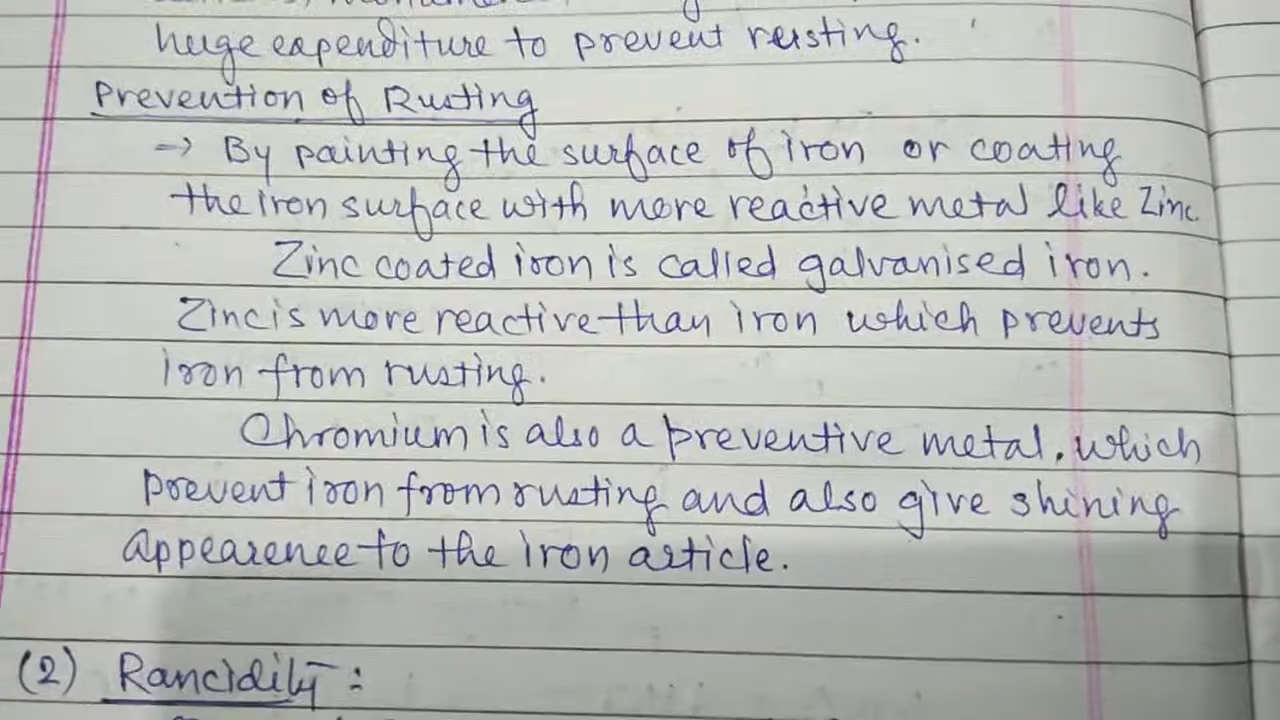 huge expenditure to prevent rusting.
Prevention of Rusting
→ By painting the surface of iron or coating
the iron surface with more reactive metal like Zinc.
Zinc coated iron is called galvanised iron.
Zinc is more reactive than iron which prevents
iron from rusting.
Chromium is also a preventive metal, which
prevent iron from rusting and also give shining
appearence to the iron article.
(2) Rancidity :